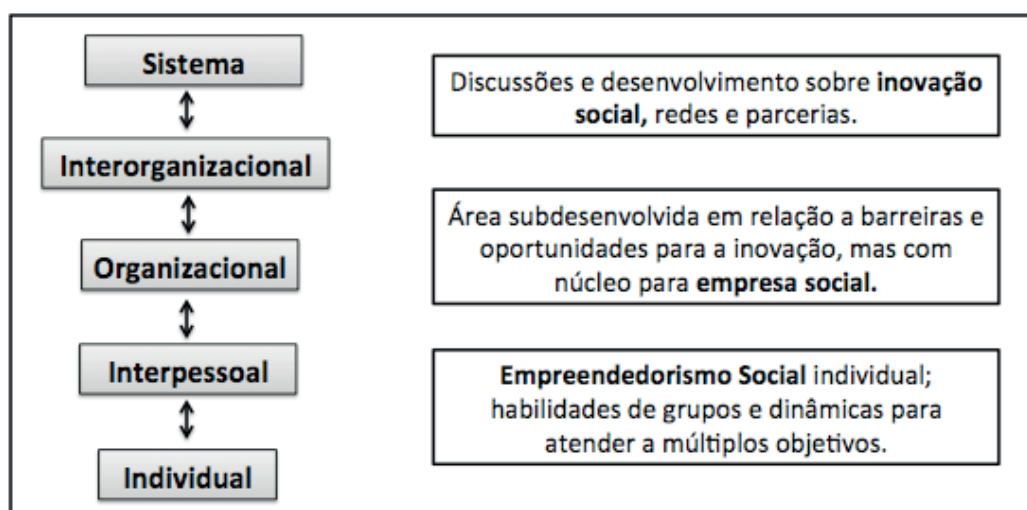 Sistema
Interorganizacional
Organizacional
Interpessoal
Individual
Discussões e desenvolvimento sobre inovação
social, redes e parcerias.
Área subdesenvolvida em relação a barreiras e
oportunidades para a inovação, mas com
núcleo para empresa social.
Empreendedorismo Social individual;
habilidades de grupos e dinâmicas para
atender a múltiplos objetivos.